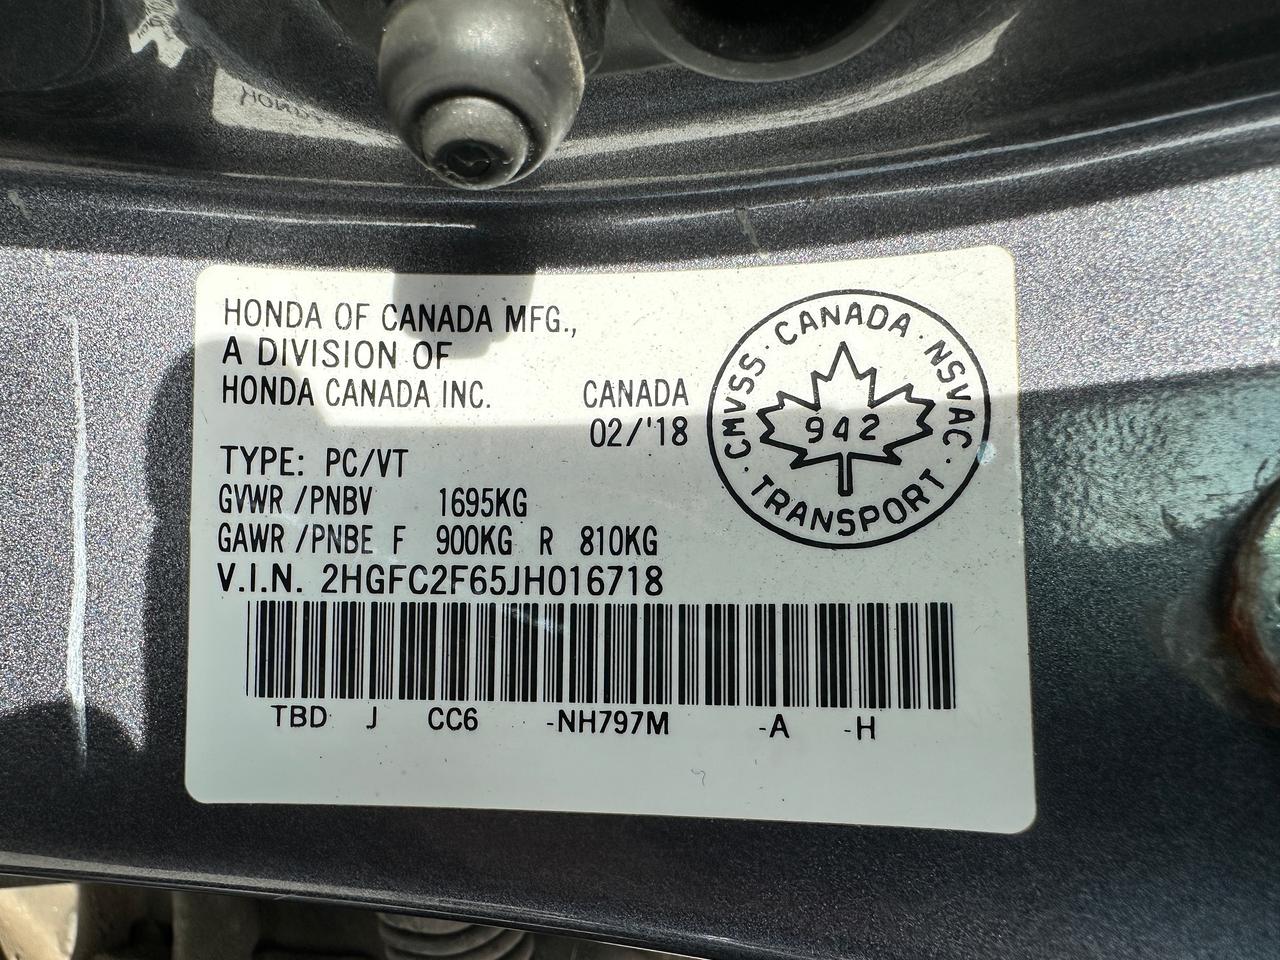 HONDA OF CANADA MFG.,
A DIVISION OF
HONDA CANADA INC.
CANADA
02/'18
CMVSS · CANADA · NSVAC · TRANSPORT ·
942
TYPE: PC/VT
GVWR /PNBV 1695KG
GAWR /PNBE F 900KG R 810KG
V.I.N. 2HGFC2F65JH016718
TBD J CC6 -NH797M -A -H